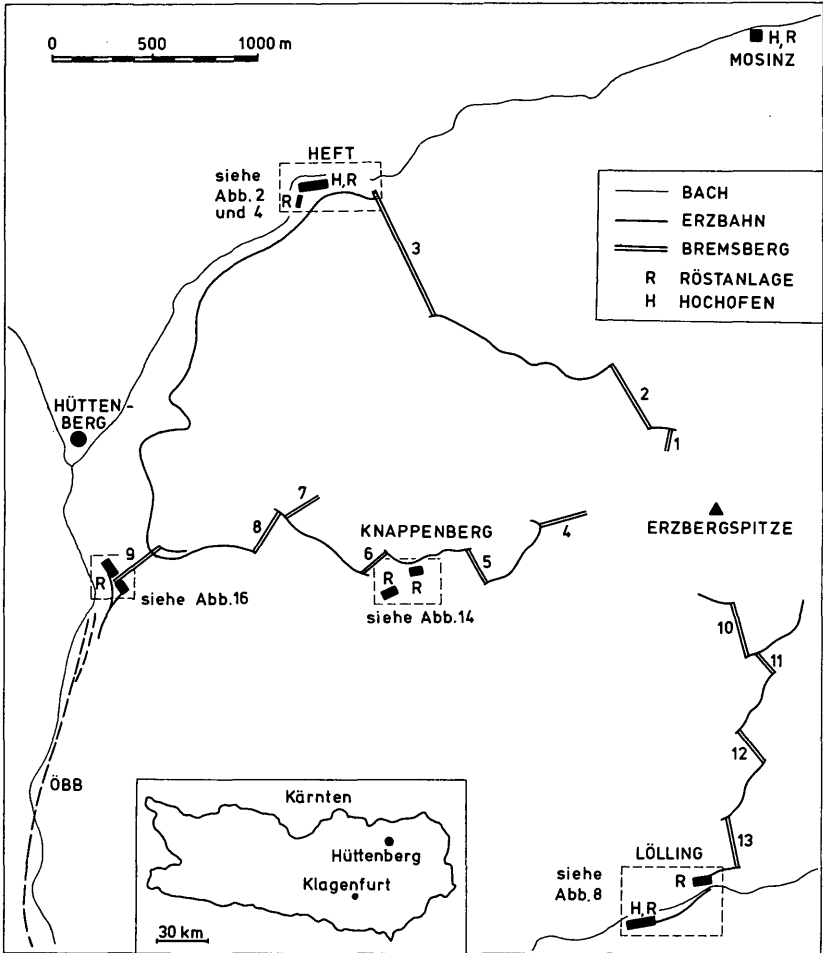 0 500 1000 m
H,R
MOSINZ
HEFT
siehe
Abb. 2
und 4
H,R
R
BACH
ERZBAHN
BREMSBERG
R RÖSTANLAGE
H HOCHOFEN
3
2
1
HÜTTEN-
BERG
7
8
KNAPPENBERG
4
ERZBERGSPITZE
9
6
5
R
R
R
siehe Abb.16
siehe Abb.14
10
11
12
ÖBB
13
Kärnten
Hüttenberg
Klagenfurt
30 km
LÖLLING
siehe
Abb. 8
R
H,R